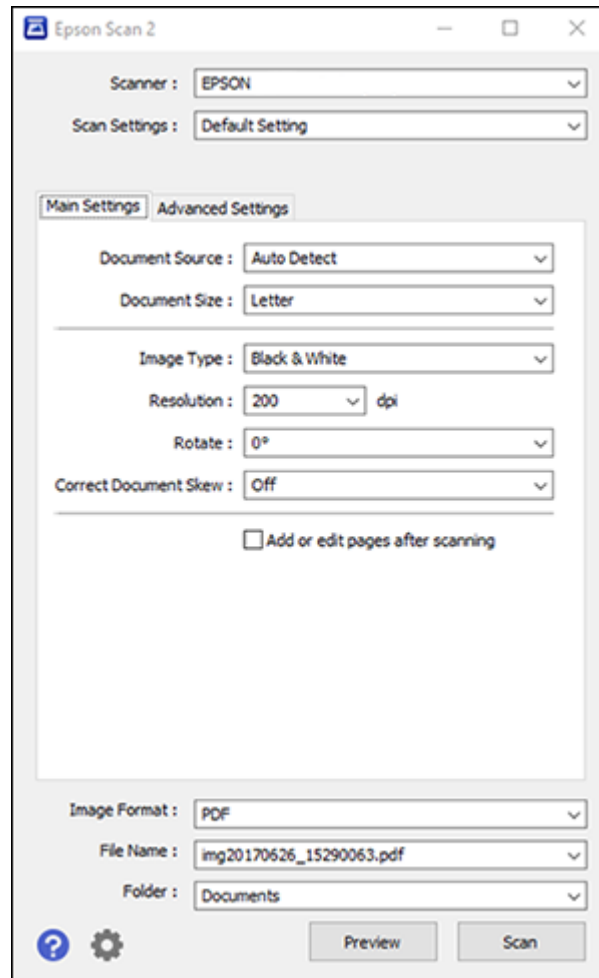 Epson Scan 2
Scanner : EPSON
Scan Settings : Default Setting
Main Settings Advanced Settings
Document Source : Auto Detect
Document Size : Letter
Image Type : Black & White
Resolution : 200 dpi
Rotate : 0°
Correct Document Skew : Off
Add or edit pages after scanning
Image Format : PDF
File Name : img20170626_15290063.pdf
Folder : Documents
? Preview Scan